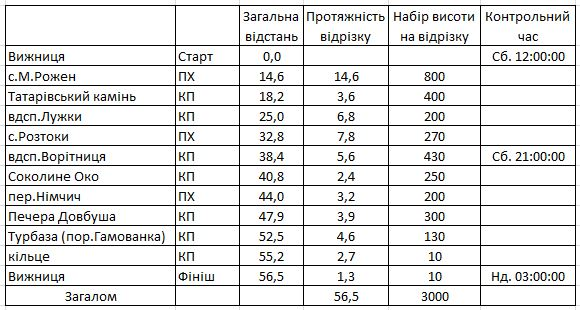 Загальна Протяжність Набір висоти Контрольний
відстань відрізку на відрізку час
Вижниця Старт 0,0 Сб. 12:00:00
с.М.Рожен ПХ 14,6 14,6 800
Татарівський камінь КП 18,2 3,6 400
вдсп.Лужки КП 25,0 6,8 200
с.Розтоки ПХ 32,8 7,8 270
вдсп.Ворітниця КП 38,4 5,6 430 Сб. 21:00:00
Соколине Око КП 40,8 2,4 250
пер.Німчич ПХ 44,0 3,2 200
Печера Довбуша КП 47,9 3,9 300
Турбаза (пор.Гамованка) КП 52,5 4,6 130
кільце КП 55,2 2,7 10
Вижниця Фініш 56,5 1,3 10 Нд. 03:00:00
Загалом 56,5 3000